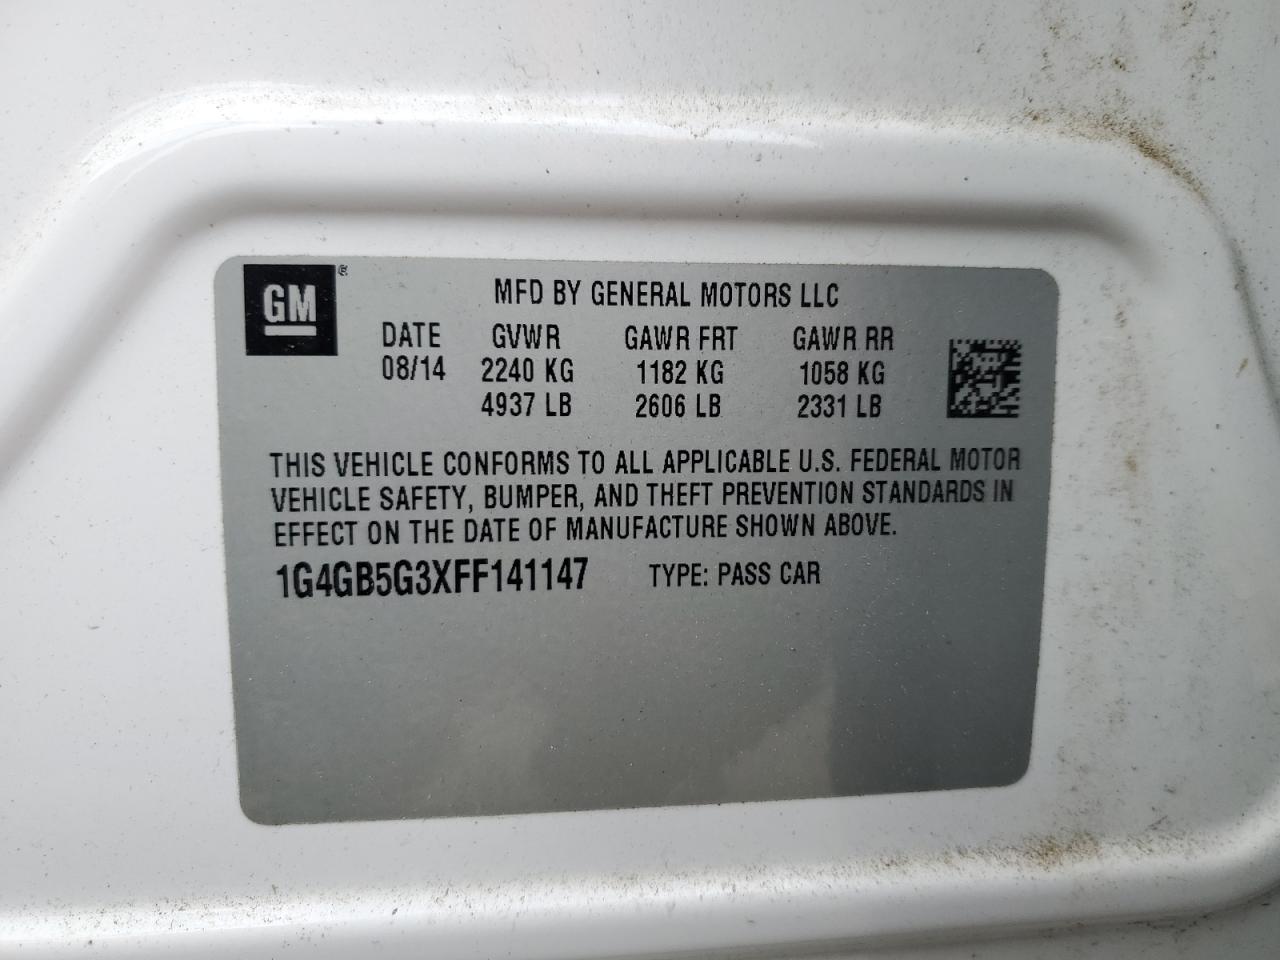 GM®
MFD BY GENERAL MOTORS LLC
DATE GVWR GAWR FRT GAWR RR
08/14 2240 KG 1182 KG 1058 KG
4937 LB 2606 LB 2331 LB
THIS VEHICLE CONFORMS TO ALL APPLICABLE U.S. FEDERAL MOTOR
VEHICLE SAFETY, BUMPER, AND THEFT PREVENTION STANDARDS IN
EFFECT ON THE DATE OF MANUFACTURE SHOWN ABOVE.
1G4GB5G3XFF141147 TYPE: PASS CAR